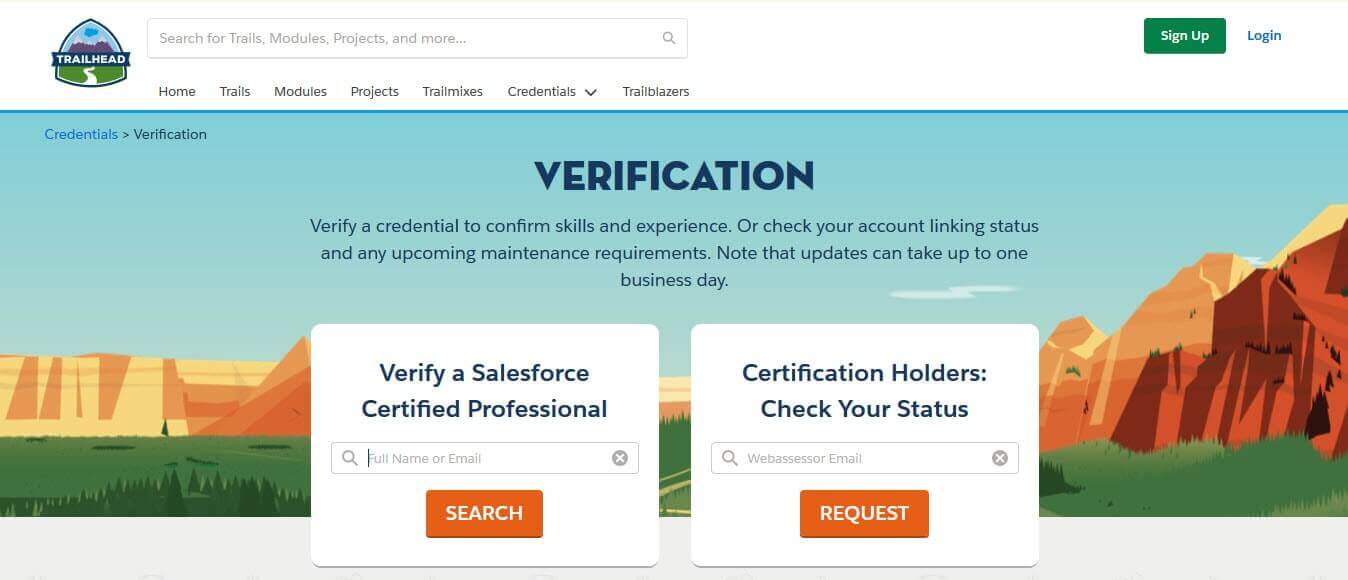 TRAILHEAD
Search for Trails, Modules, Projects, and more...
Sign Up
Login
Home
Trails
Modules
Projects
Trailmixes
Credentials
Trailblazers
Credentials > Verification
VERIFICATION
Verify a credential to confirm skills and experience. Or check your account linking status
and any upcoming maintenance requirements. Note that updates can take up to one
business day.
Verify a Salesforce
Certified Professional
Full Name or Email
SEARCH
Certification Holders:
Check Your Status
Webassessor Email
REQUEST